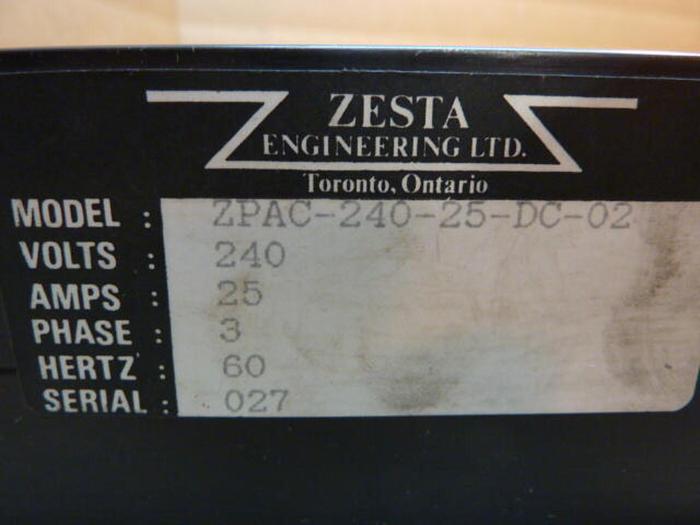 ZESTA
ENGINEERING LTD.
Toronto, Ontario
MODEL : ZPAC-240-25-DC-02
VOLTS : 240
AMPS : 25
PHASE : 3
HERTZ : 60
SERIAL : 027